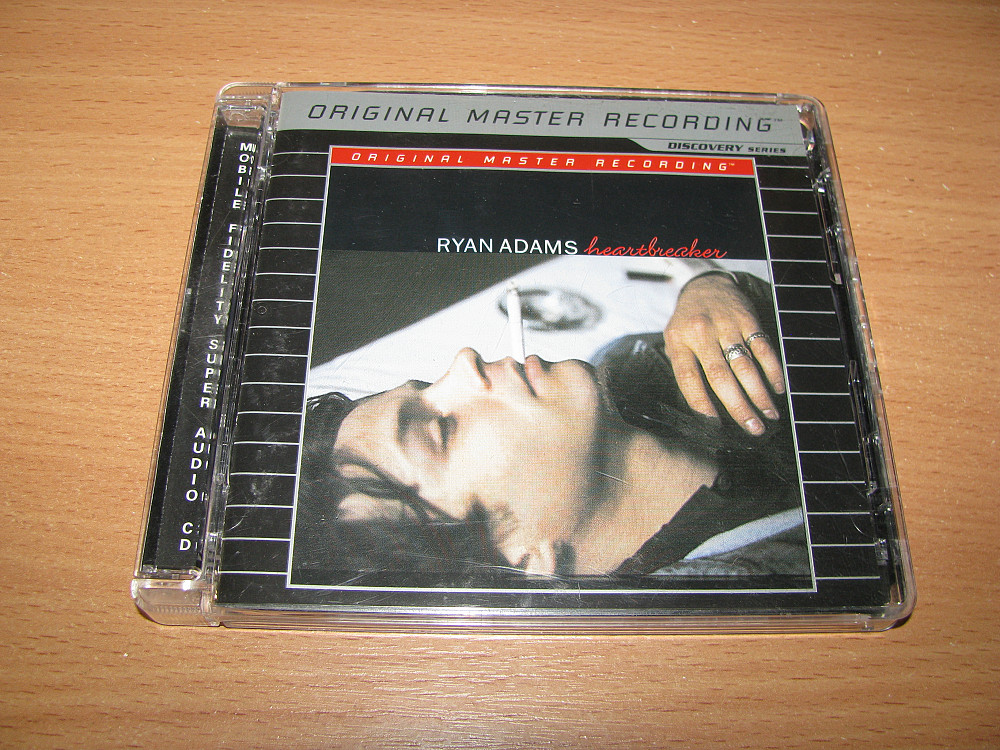 ORIGINAL MASTER RECORDING™
DISCOVERY SERIES
ORIGINAL MASTER RECORDING™
RYAN ADAMS heartbreaker
MOBILE FIDELITY SUPER AUDIO CD